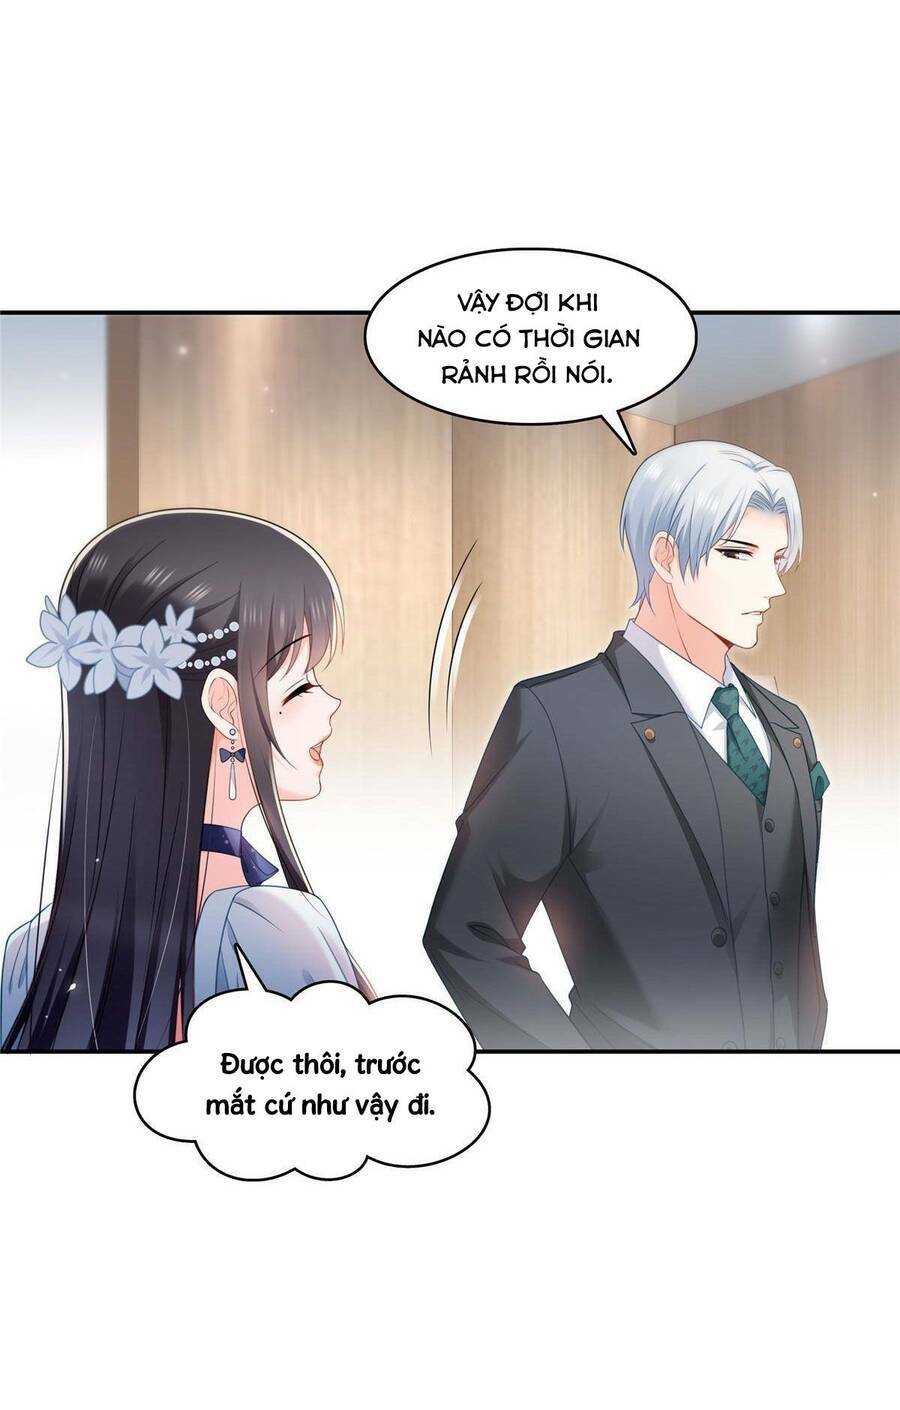 VẬY ĐỢI KHI
NÀO CÓ THỜI GIAN
RẢNH RỒI NÓI.
Được thôi, trước
mắt cứ như vậy đi.